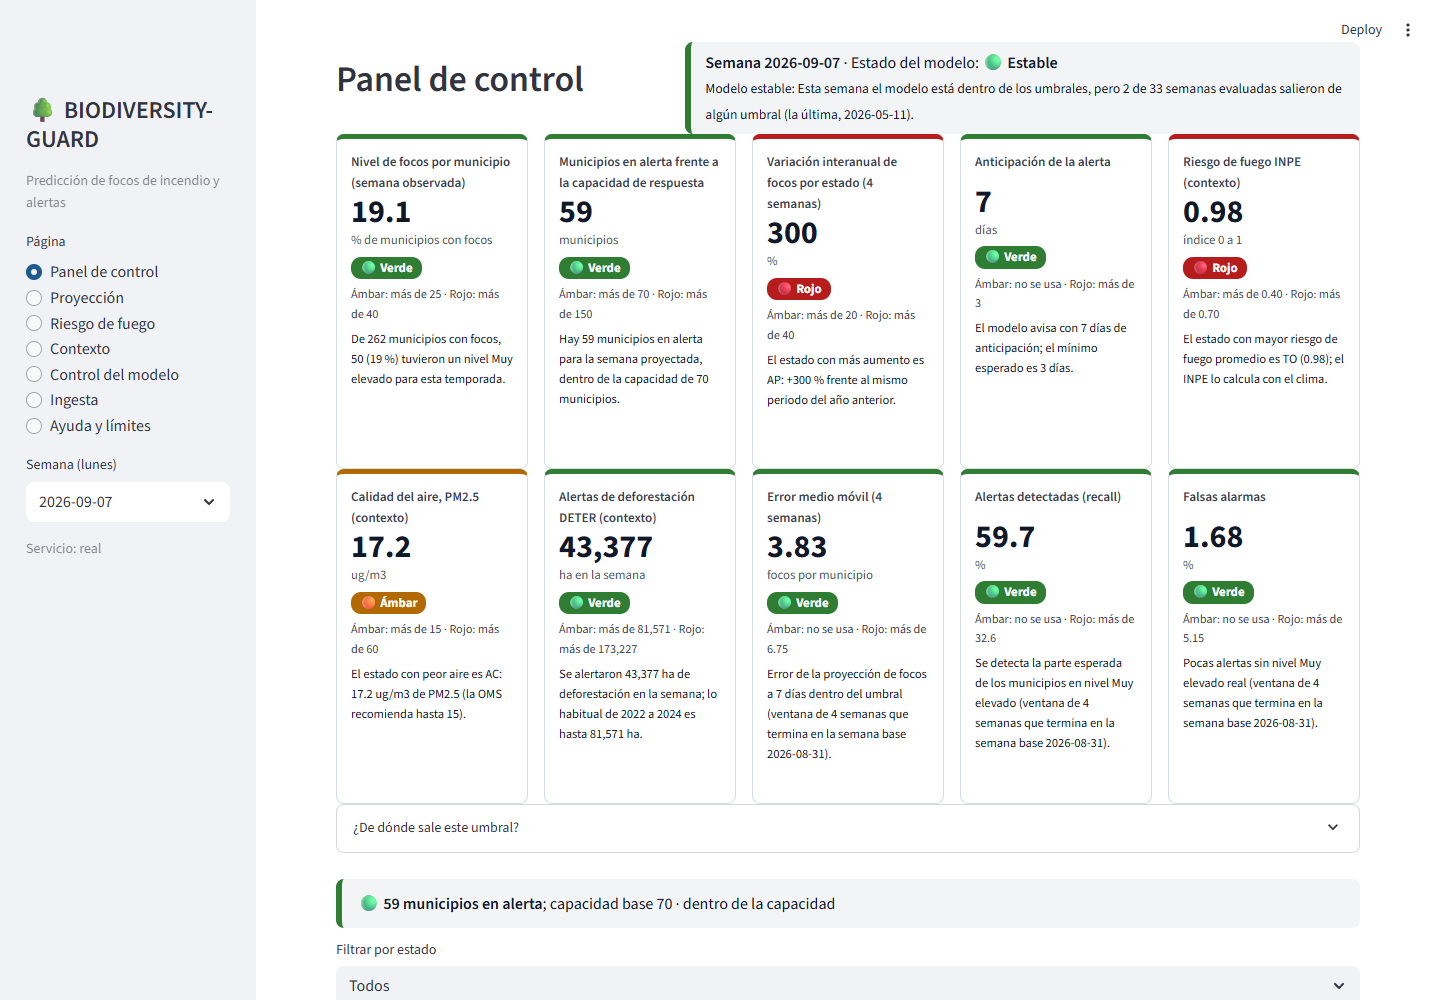 Deploy
BIODIVERSITY-
GUARD
Predicción de focos de incendio y
alertas
Página
Panel de control
Proyección
Riesgo de fuego
Contexto
Control del modelo
Ingesta
Ayuda y límites
Semana (lunes)
2026-09-07
Servicio: real
Panel de control
Semana 2026-09-07 · Estado del modelo: Estable
Modelo estable: Esta semana el modelo está dentro de los umbrales, pero 2 de 33 semanas evaluadas salieron de
algún umbral (la última, 2026-05-11).
Nivel de focos por municipio
(semana observada)
19.1
% de municipios con focos
Verde
Ámbar: más de 25 · Rojo: más
de 40
De 262 municipios con focos,
50 (19 %) tuvieron un nivel Muy
elevado para esta temporada.
Municipios en alerta frente a
la capacidad de respuesta
59
municipios
Verde
Ámbar: más de 70 · Rojo: más
de 150
Hay 59 municipios en alerta
para la semana proyectada,
dentro de la capacidad de 70
municipios.
Variación interanual de
focos por estado (4
semanas)
300
%
Rojo
Ámbar: más de 20 · Rojo: más
de 40
El estado con más aumento es
AP: +300 % frente al mismo
periodo del año anterior.
Anticipación de la alerta
7
días
Verde
Ámbar: no se usa · Rojo: más de
3
El modelo avisa con 7 días de
anticipación; el mínimo
esperado es 3 días.
Riesgo de fuego INPE
(contexto)
0.98
índice 0 a 1
Rojo
Ámbar: más de 0.40 · Rojo: más
de 0.70
El estado con mayor riesgo de
fuego promedio es TO (0.98); el
INPE lo calcula con el clima.
Calidad del aire, PM2.5
(contexto)
17.2
ug/m3
Ámbar
Ámbar: más de 15 · Rojo: más
de 60
El estado con peor aire es AC:
17.2 ug/m3 de PM2.5 (la OMS
recomienda hasta 15).
Alertas de deforestación
DETER (contexto)
43,377
ha en la semana
Verde
Ámbar: más de 81,571 · Rojo:
más de 173,227
Se alertaron 43,377 ha de
deforestación en la semana; lo
habitual de 2022 a 2024 es
hasta 81,571 ha.
Error medio móvil (4
semanas)
3.83
focos por municipio
Verde
Ámbar: no se usa · Rojo: más de
6.75
Error de la proyección de focos
a 7 días dentro del umbral
(ventana de 4 semanas que
termina en la semana base
2026-08-31).
Alertas detectadas (recall)
59.7
%
Verde
Ámbar: no se usa · Rojo: más de
32.6
Se detecta la parte esperada
de los municipios en nivel Muy
elevado (ventana de 4
semanas que termina en la
semana base 2026-08-31).
Falsas alarmas
1.68
%
Verde
Ámbar: no se usa · Rojo: más de
5.15
Pocas alertas sin nivel Muy
elevado real (ventana de 4
semanas que termina en la
semana base 2026-08-31).
¿De dónde sale este umbral?
59 municipios en alerta; capacidad base 70 · dentro de la capacidad
Filtrar por estado
Todos